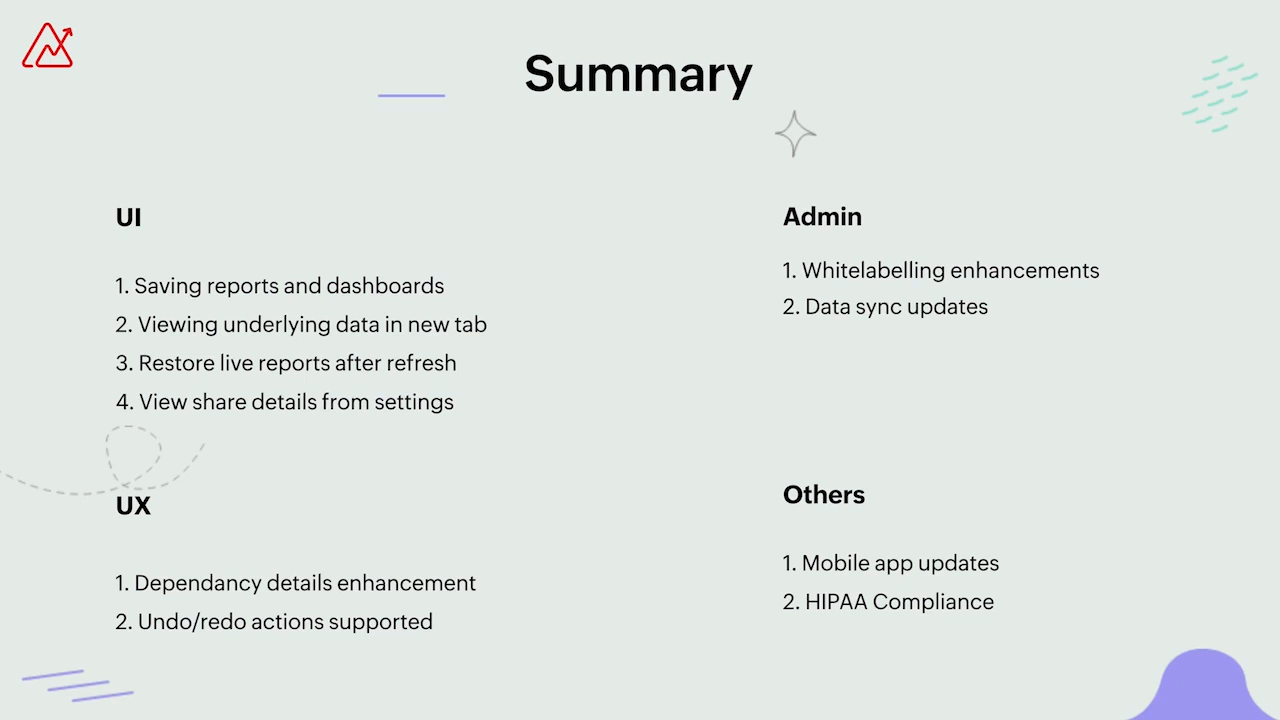 Summary
UI
1. Saving reports and dashboards
2. Viewing underlying data in new tab
3. Restore live reports after refresh
4. View share details from settings
UX
1. Dependancy details enhancement
2. Undo/redo actions supported
Admin
1. Whitelabelling enhancements
2. Data sync updates
Others
1. Mobile app updates
2. HIPAA Compliance